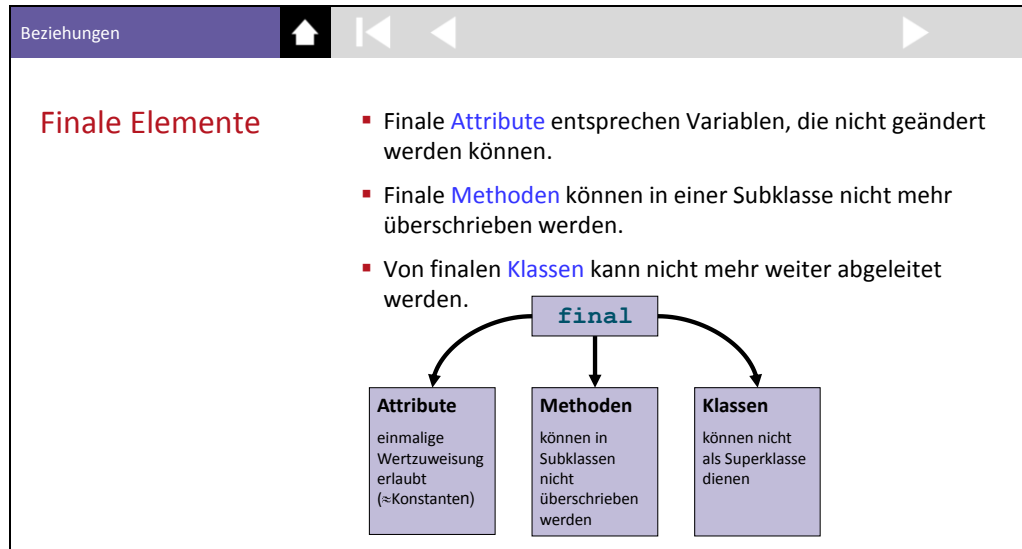 Beziehungen
Finale Elemente
▪ Finale Attribute entsprechen Variablen, die nicht geändert
werden können.
▪ Finale Methoden können in einer Subklasse nicht mehr
überschrieben werden.
▪ Von finalen Klassen kann nicht mehr weiter abgeleitet
werden.
final
Attribute
einmalige
Wertzuweisung
erlaubt
(≈Konstanten)
Methoden
können in
Subklassen
nicht
überschrieben
werden
Klassen
können nicht
als Superklasse
dienen